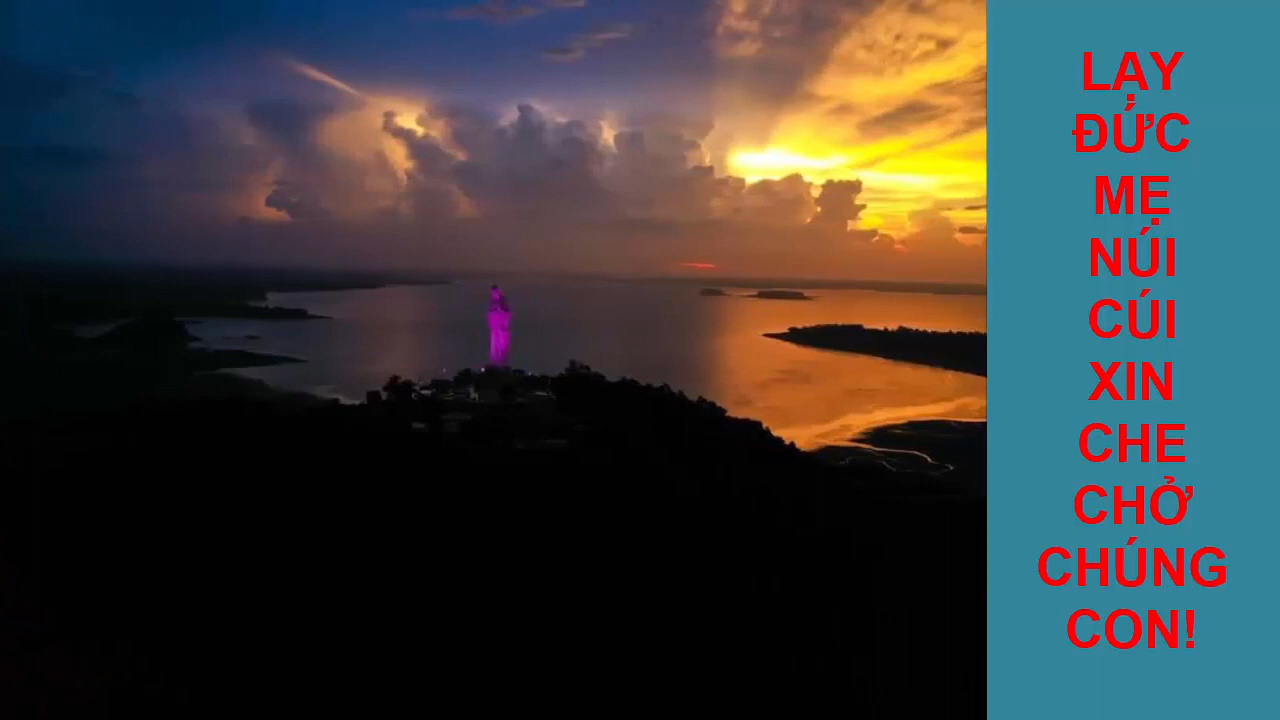 LẠY
ĐỨC
MẸ
NÚI
CÚI
XIN
CHE
CHỞ
CHÚNG
CON!